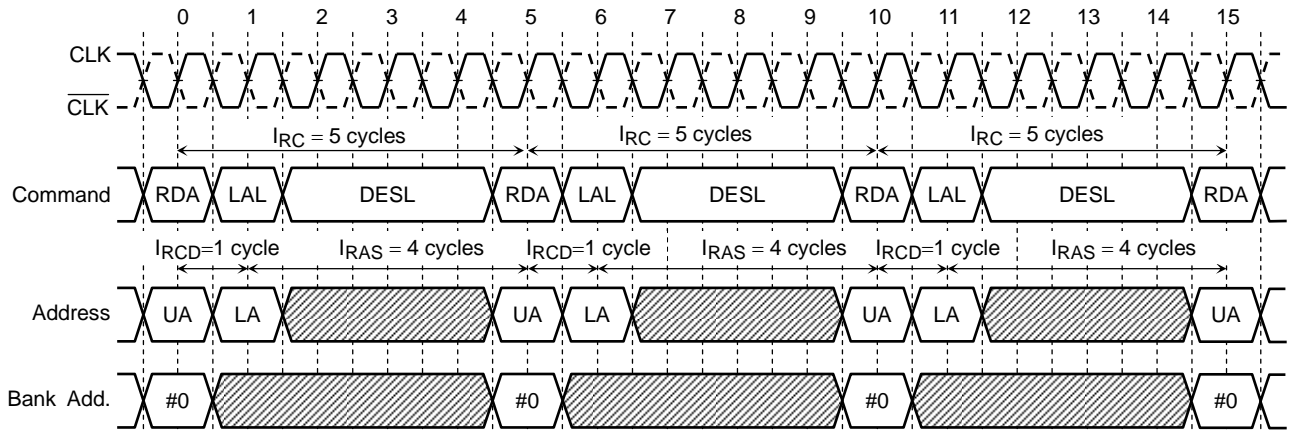 0 1 2 3 4 5 6 7 8 9 10 11 12 13 14 15
CLK
CLK
IRC = 5 cycles IRC = 5 cycles IRC = 5 cycles
Command RDA LAL DESL RDA LAL DESL RDA LAL DESL RDA
IRCD=1 cycle IRAS = 4 cycles IRCD=1 cycle IRAS = 4 cycles IRCD=1 cycle IRAS = 4 cycles
Address UA LA UA LA UA LA UA
Bank Add. #0 #0 #0 #0